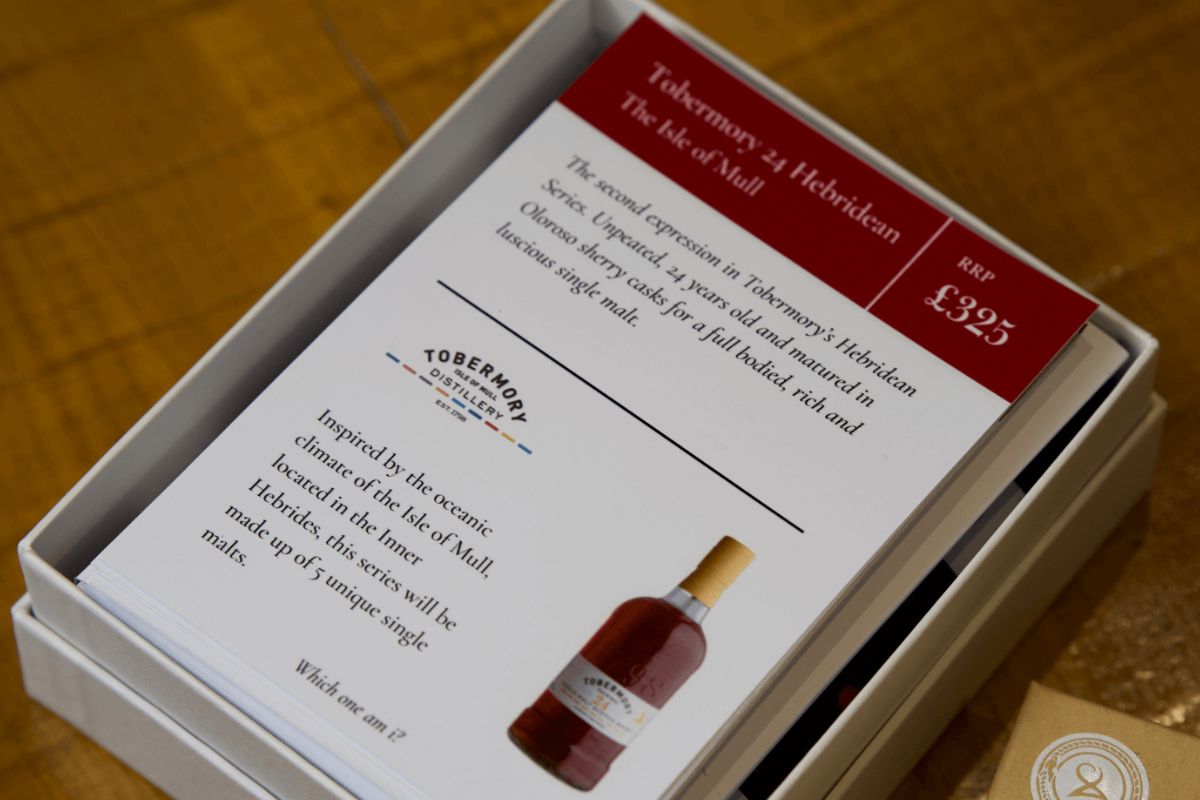 Tobermory 24 Hebridean
The Isle of Mull
RRP
£325
The second expression in Tobermory's Hebridean
Series. Unpeated, 24 years old and matured in
Oloroso sherry casks for a full bodied, rich and
luscious single malt.
TOBERMORY
ISLE OF MULL
DISTILLERY
EST. 1798
Inspired by the oceanic
climate of the Isle of Mull,
located in the Inner
Hebrides, this series will be
made up of 5 unique single
malts.
Which one am i?
TOBERMORY
24